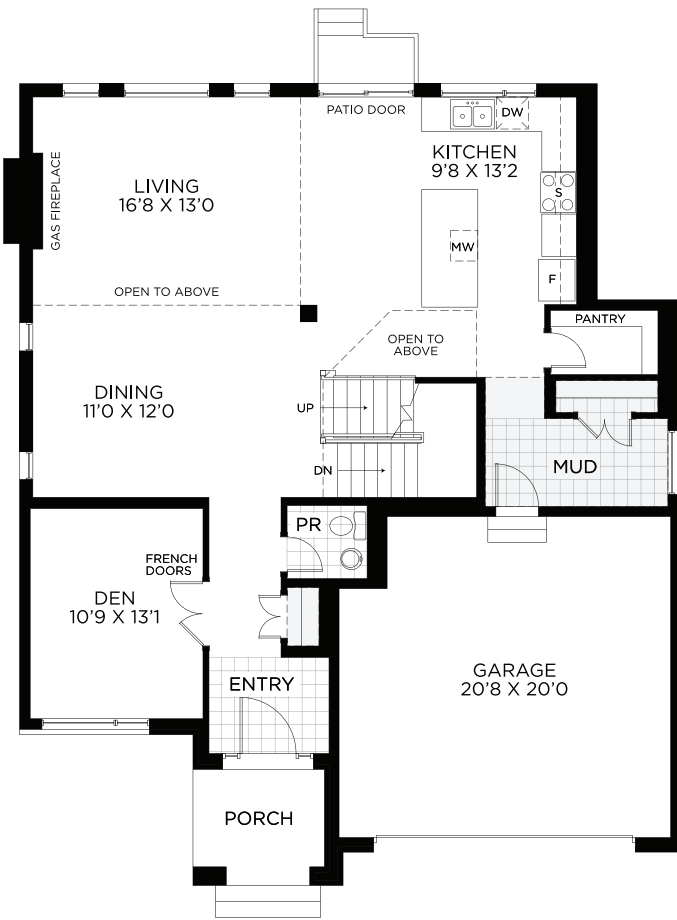 PATIO DOOR
DW
KITCHEN
9'8 X 13'2
GAS FIREPLACE
LIVING
16'8 X 13'0
S
MW
F
OPEN TO ABOVE
PANTRY
OPEN TO
ABOVE
DINING
11'0 X 12'0
UP
DN
MUD
PR
FRENCH
DOORS
DEN
10'9 X 13'1
ENTRY
GARAGE
20'8 X 20'0
PORCH